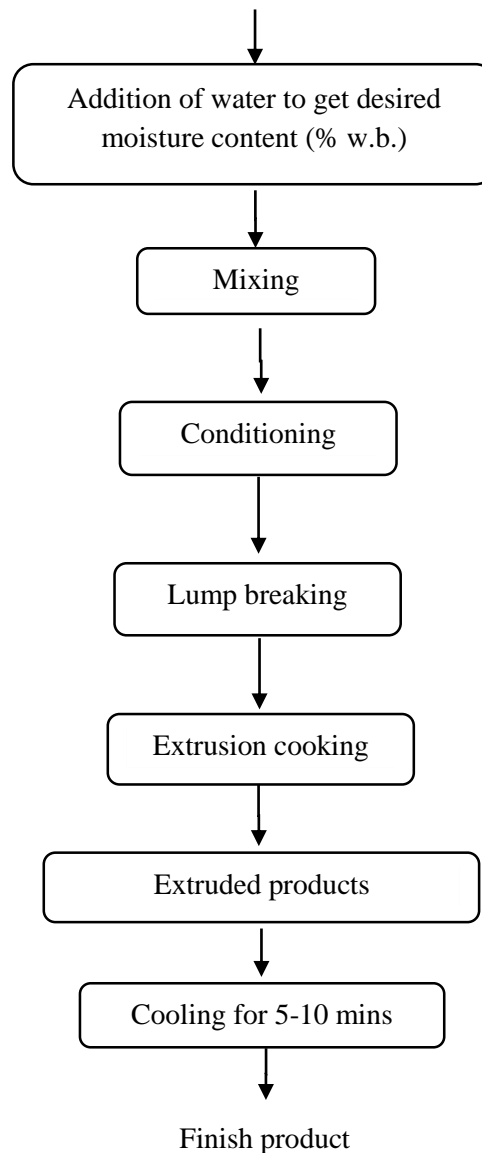 Addition of water to get desired
moisture content (% w.b.)
Mixing
Conditioning
Lump breaking
Extrusion cooking
Extruded products
Cooling for 5-10 mins
Finish product